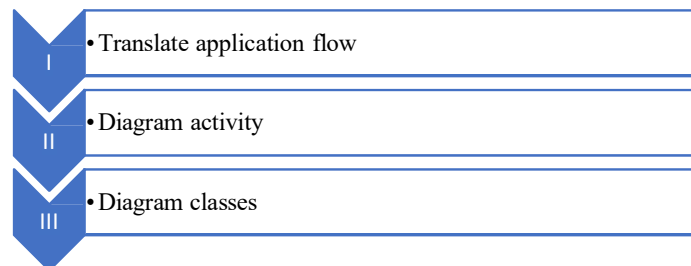 I
• Translate application flow
II
• Diagram activity
III
• Diagram classes